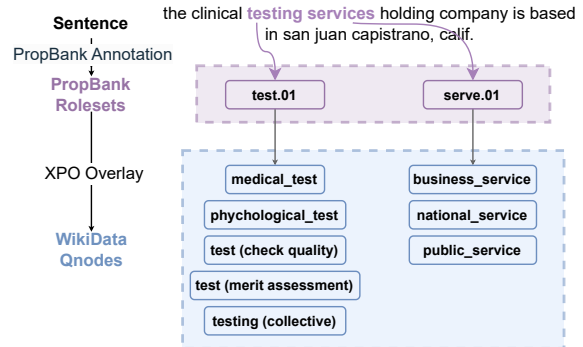 Sentence
the clinical testing services holding company is based
in san juan capistrano, calif.
PropBank Annotation
PropBank
Rolesets
test.01
serve.01
XPO Overlay
WikiData
Qnodes
medical_test
phychological_test
test (check quality)
test (merit assessment)
testing (collective)
business_service
national_service
public_service